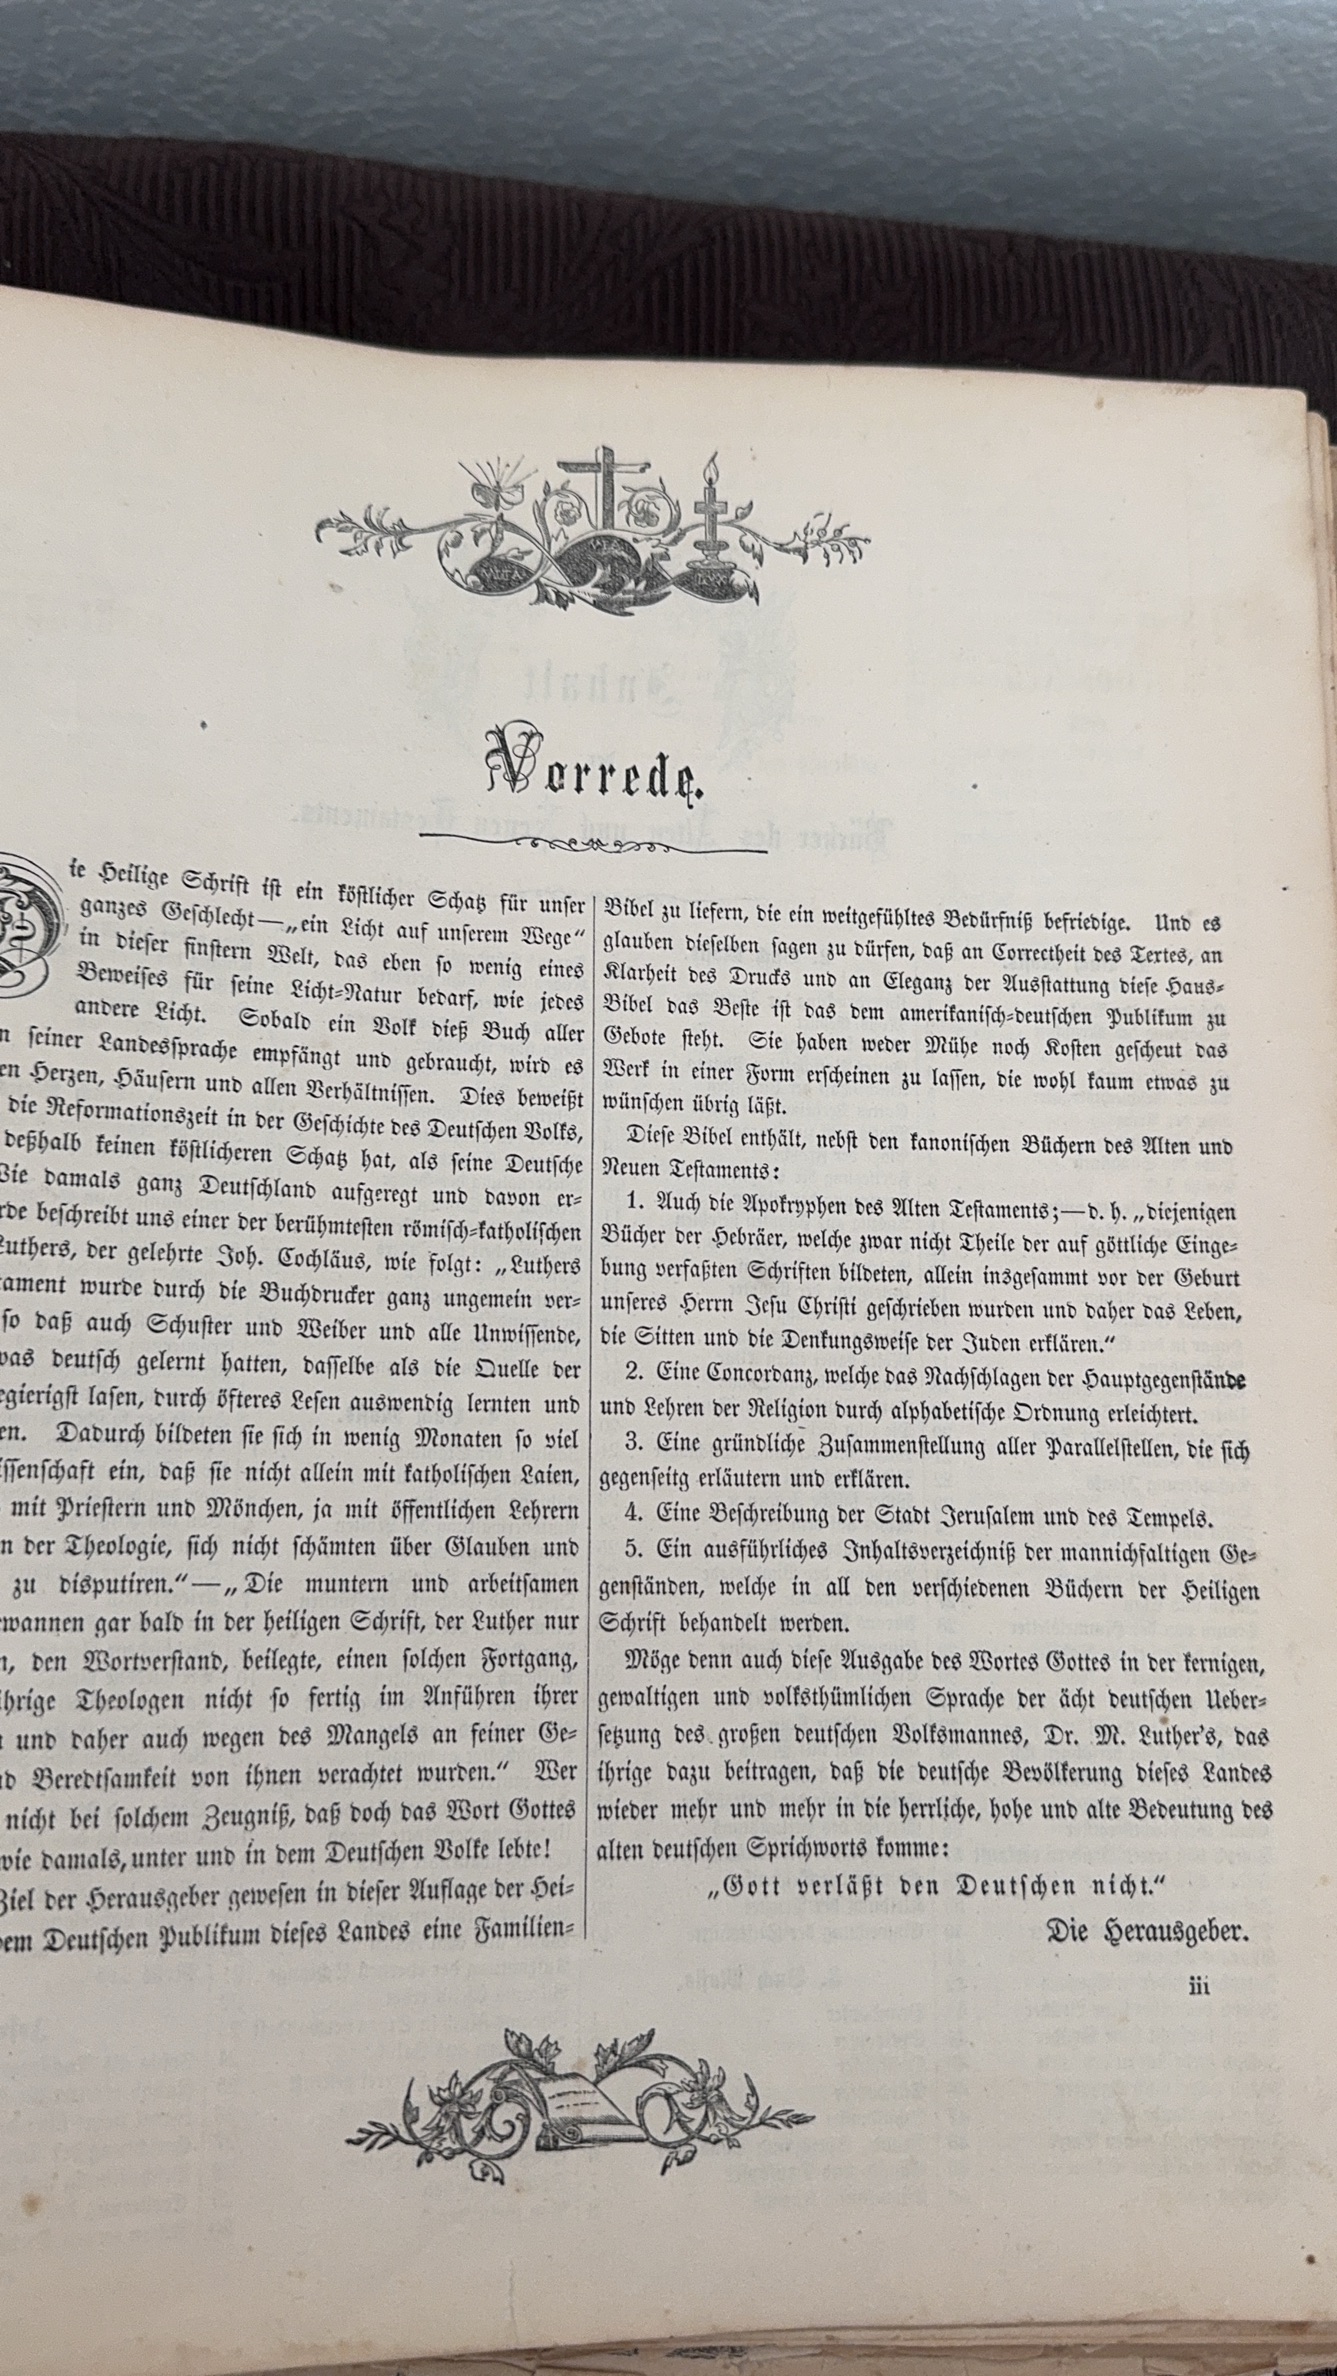 Vorrede.
Die Heilige Schrift ist ein köstlicher Schatz für unser
ganzes Geschlecht—„ein Licht auf unserem Wege“
in dieser finstern Welt, das eben so wenig eines
Beweises für seine Licht=Natur bedarf, wie jedes
andere Licht. Sobald ein Volk dieß Buch aller
seiner Landessprache empfängt und gebraucht, wird es
Herzen, Häusern und allen Verhältnissen. Dies beweißt
die Reformationszeit in der Geschichte des Deutschen Volks,
deßhalb keinen köstlicheren Schatz hat, als seine Deutsche
Wie damals ganz Deutschland aufgeregt und davon er=
beschreibt uns einer der berühmtesten römisch=katholischen
Luthers, der gelehrte Joh. Cochläus, wie folgt: „Luthers
wurde durch die Buchdrucker ganz ungemein ver=
so daß auch Schuster und Weiber und alle Unwissende,
was deutsch gelernt hatten, dasselbe als die Quelle der
lasen, durch öfteres Lesen auswendig lernten und
Dadurch bildeten sie sich in wenig Monaten so viel
ein, daß sie nicht allein mit katholischen Laien,
mit Priestern und Mönchen, ja mit öffentlichen Lehrern
der Theologie, sich nicht schämten über Glauben und
zu disputiren.“—„Die muntern und arbeitsamen
gar bald in der heiligen Schrift, der Luther nur
den Wortverstand, beilegte, einen solchen Fortgang,
Theologen nicht so fertig im Anführen ihrer
und daher auch wegen des Mangels an feiner Ge=
Beredtsamkeit von ihnen verachtet wurden.“ Wer
nicht bei solchem Zeugniß, daß doch das Wort Gottes
wie damals, unter und in dem Deutschen Volke lebte!
Ziel der Herausgeber gewesen in dieser Auflage der Hei=
dem Deutschen Publikum dieses Landes eine Familien=
Bibel zu liefern, die ein weitgefühltes Bedürfniß befriedige. Und es
glauben dieselben sagen zu dürfen, daß an Correctheit des Textes, an
Klarheit des Drucks und an Eleganz der Ausstattung diese Haus=
Bibel das Beste ist das dem amerikanisch=deutschen Publikum zu
Gebote steht. Sie haben weder Mühe noch Kosten gescheut das
Werk in einer Form erscheinen zu lassen, die wohl kaum etwas zu
wünschen übrig läßt.
Diese Bibel enthält, nebst den kanonischen Büchern des Alten und
Neuen Testaments:
1. Auch die Apokryphen des Alten Testaments;—d. h. „diejenigen
Bücher der Hebräer, welche zwar nicht Theile der auf göttliche Einge=
bung verfaßten Schriften bildeten, allein insgesammt vor der Geburt
unseres Herrn Jesu Christi geschrieben wurden und daher das Leben,
die Sitten und die Denkungsweise der Juden erklären.“
2. Eine Concordanz, welche das Nachschlagen der Hauptgegenstände
und Lehren der Religion durch alphabetische Ordnung erleichtert.
3. Eine gründliche Zusammenstellung aller Parallelstellen, die sich
gegenseitg erläutern und erklären.
4. Eine Beschreibung der Stadt Jerusalem und des Tempels.
5. Ein ausführliches Inhaltsverzeichniß der mannichfaltigen Ge=
genständen, welche in all den verschiedenen Büchern der Heiligen
Schrift behandelt werden.
Möge denn auch diese Ausgabe des Wortes Gottes in der kernigen,
gewaltigen und volksthümlichen Sprache der ächt deutschen Ueber=
setzung des großen deutschen Volksmannes, Dr. M. Luther's, das
ihrige dazu beitragen, daß die deutsche Bevölkerung dieses Landes
wieder mehr und mehr in die herrliche, hohe und alte Bedeutung des
alten deutschen Sprichworts komme:
„Gott verläßt den Deutschen nicht.“
Die Herausgeber.
iii